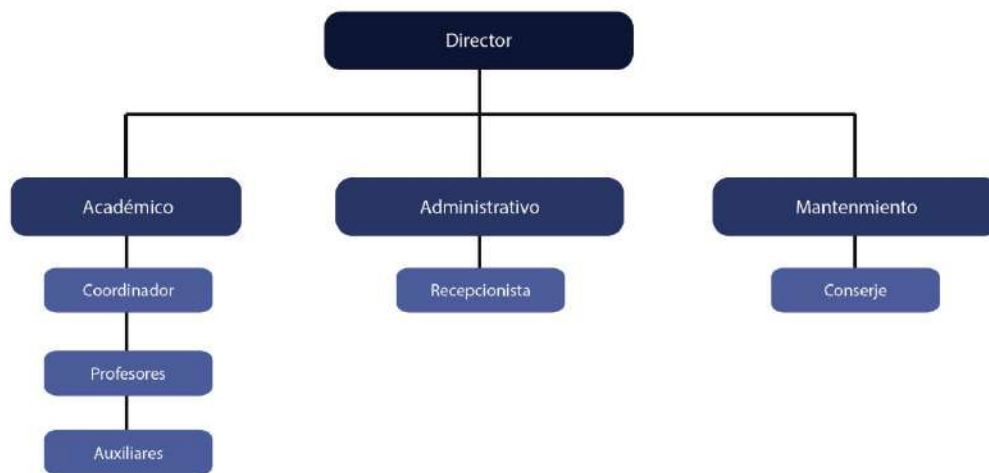 Director
Académico
Administrativo
Mantenmiento
Coordinador
Recepcionista
Conserje
Profesores
Auxiliares